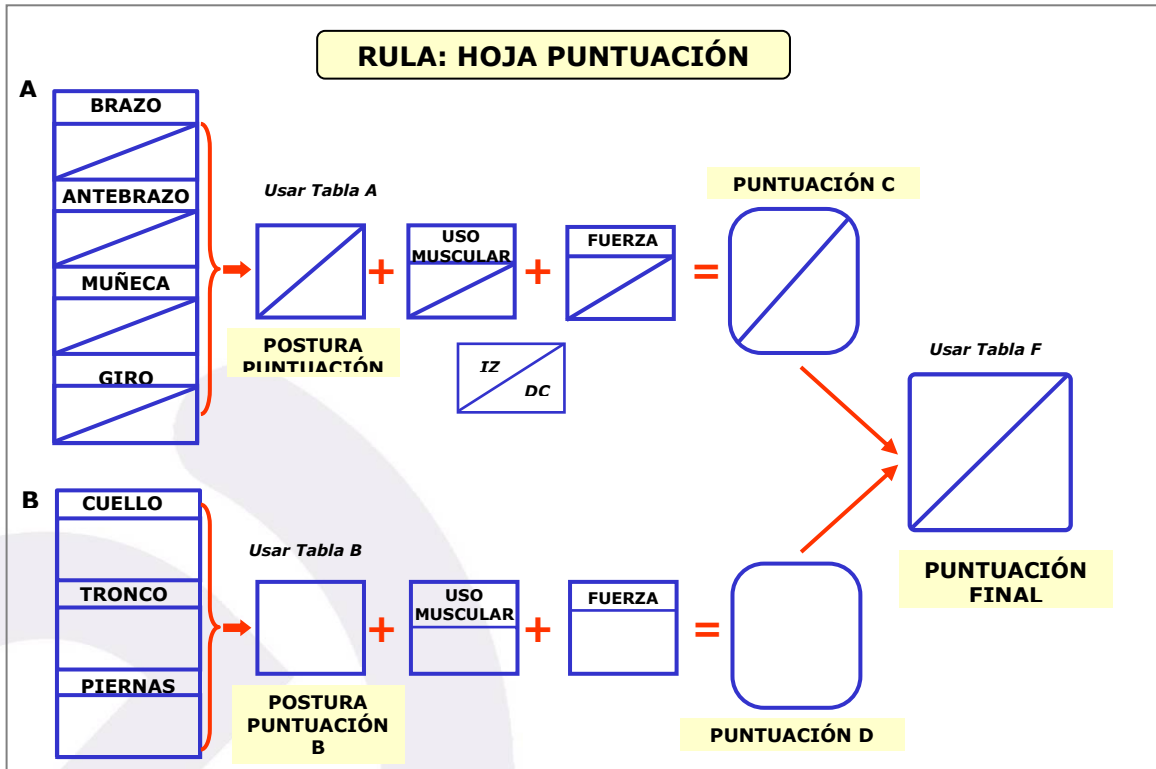 RULA: HOJA PUNTUACIÓN
A
BRAZO
ANTEBRAZO
MUÑECA
GIRO
Usar Tabla A
POSTURA
PUNTUACIÓN
+
USO
MUSCULAR
+
FUERZA
=
PUNTUACIÓN C
IZ
DC
Usar Tabla F
PUNTUACIÓN
FINAL
B
CUELLO
TRONCO
PIERNAS
Usar Tabla B
POSTURA
PUNTUACIÓN
B
+
USO
MUSCULAR
+
FUERZA
=
PUNTUACIÓN D